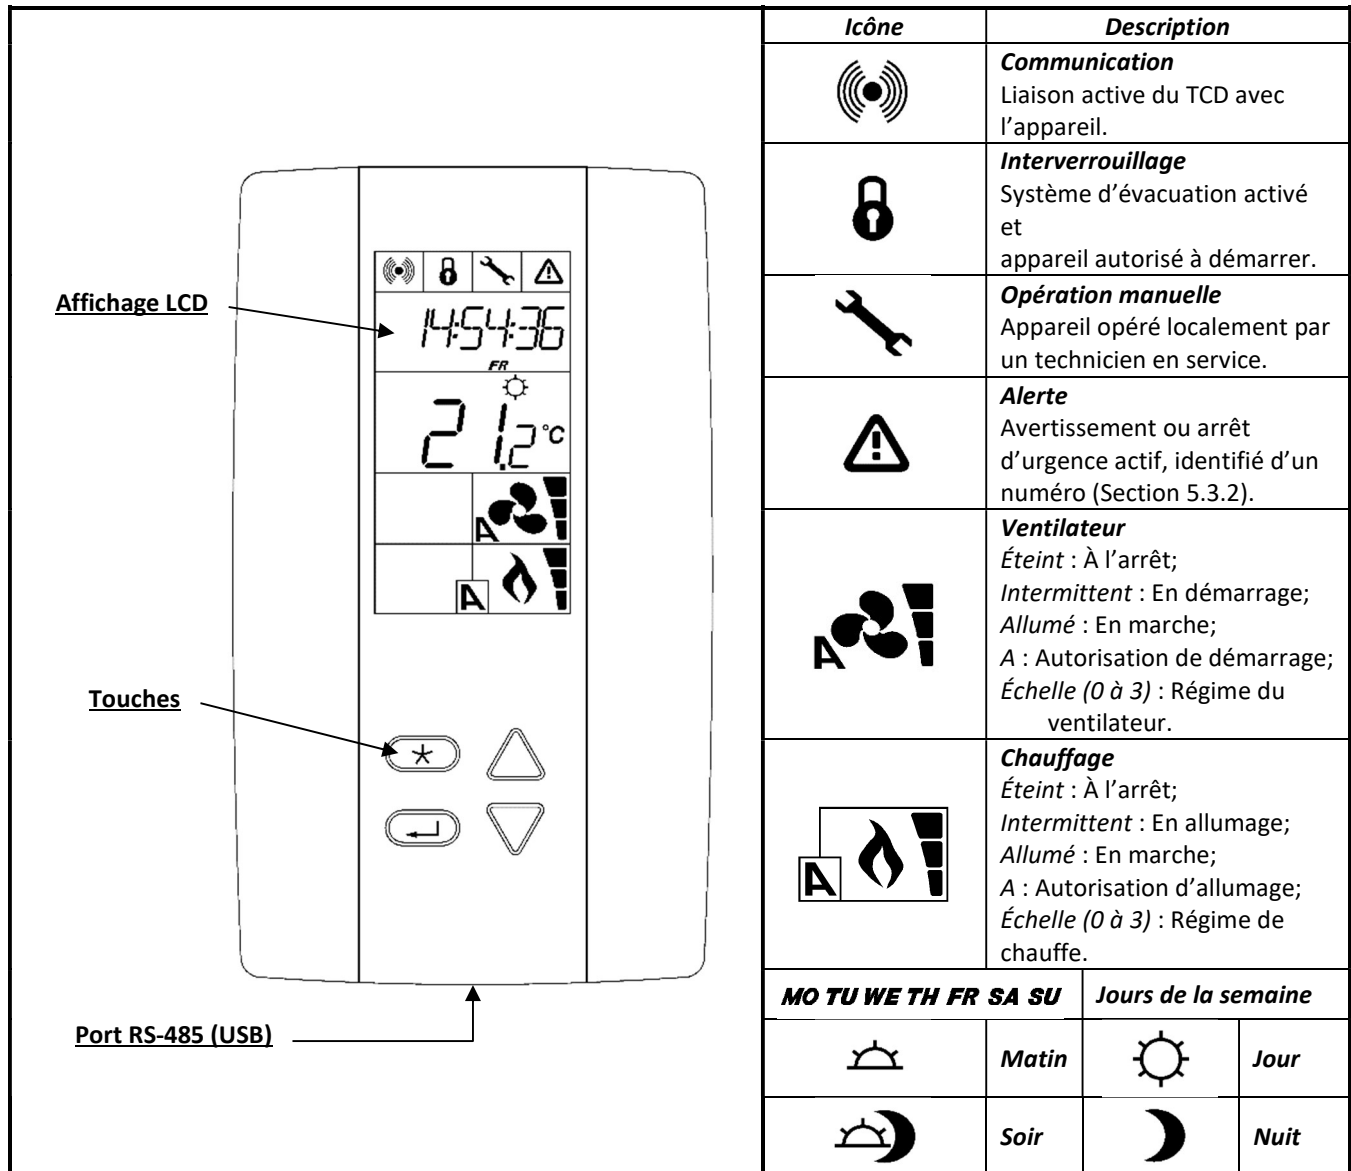 Affichage LCD
14:54:36
FR
21.2°C
A
A
Touches
Port RS-485 (USB)
Icône Description
Communication
Liaison active du TCD avec
l’appareil.
Interverrouillage
Système d’évacuation activé
et
appareil autorisé à démarrer.
Opération manuelle
Appareil opéré localement par
un technicien en service.
Alerte
Avertissement ou arrêt
d’urgence actif, identifié d’un
numéro (Section 5.3.2).
A
Ventilateur
Éteint : À l’arrêt;
Intermittent : En démarrage;
Allumé : En marche;
A : Autorisation de démarrage;
Échelle (0 à 3) : Régime du
ventilateur.
A
Chauffage
Éteint : À l’arrêt;
Intermittent : En allumage;
Allumé : En marche;
A : Autorisation d’allumage;
Échelle (0 à 3) : Régime de
chauffe.
MO TU WE TH FR SA SU Jours de la semaine
Matin Jour
Soir Nuit